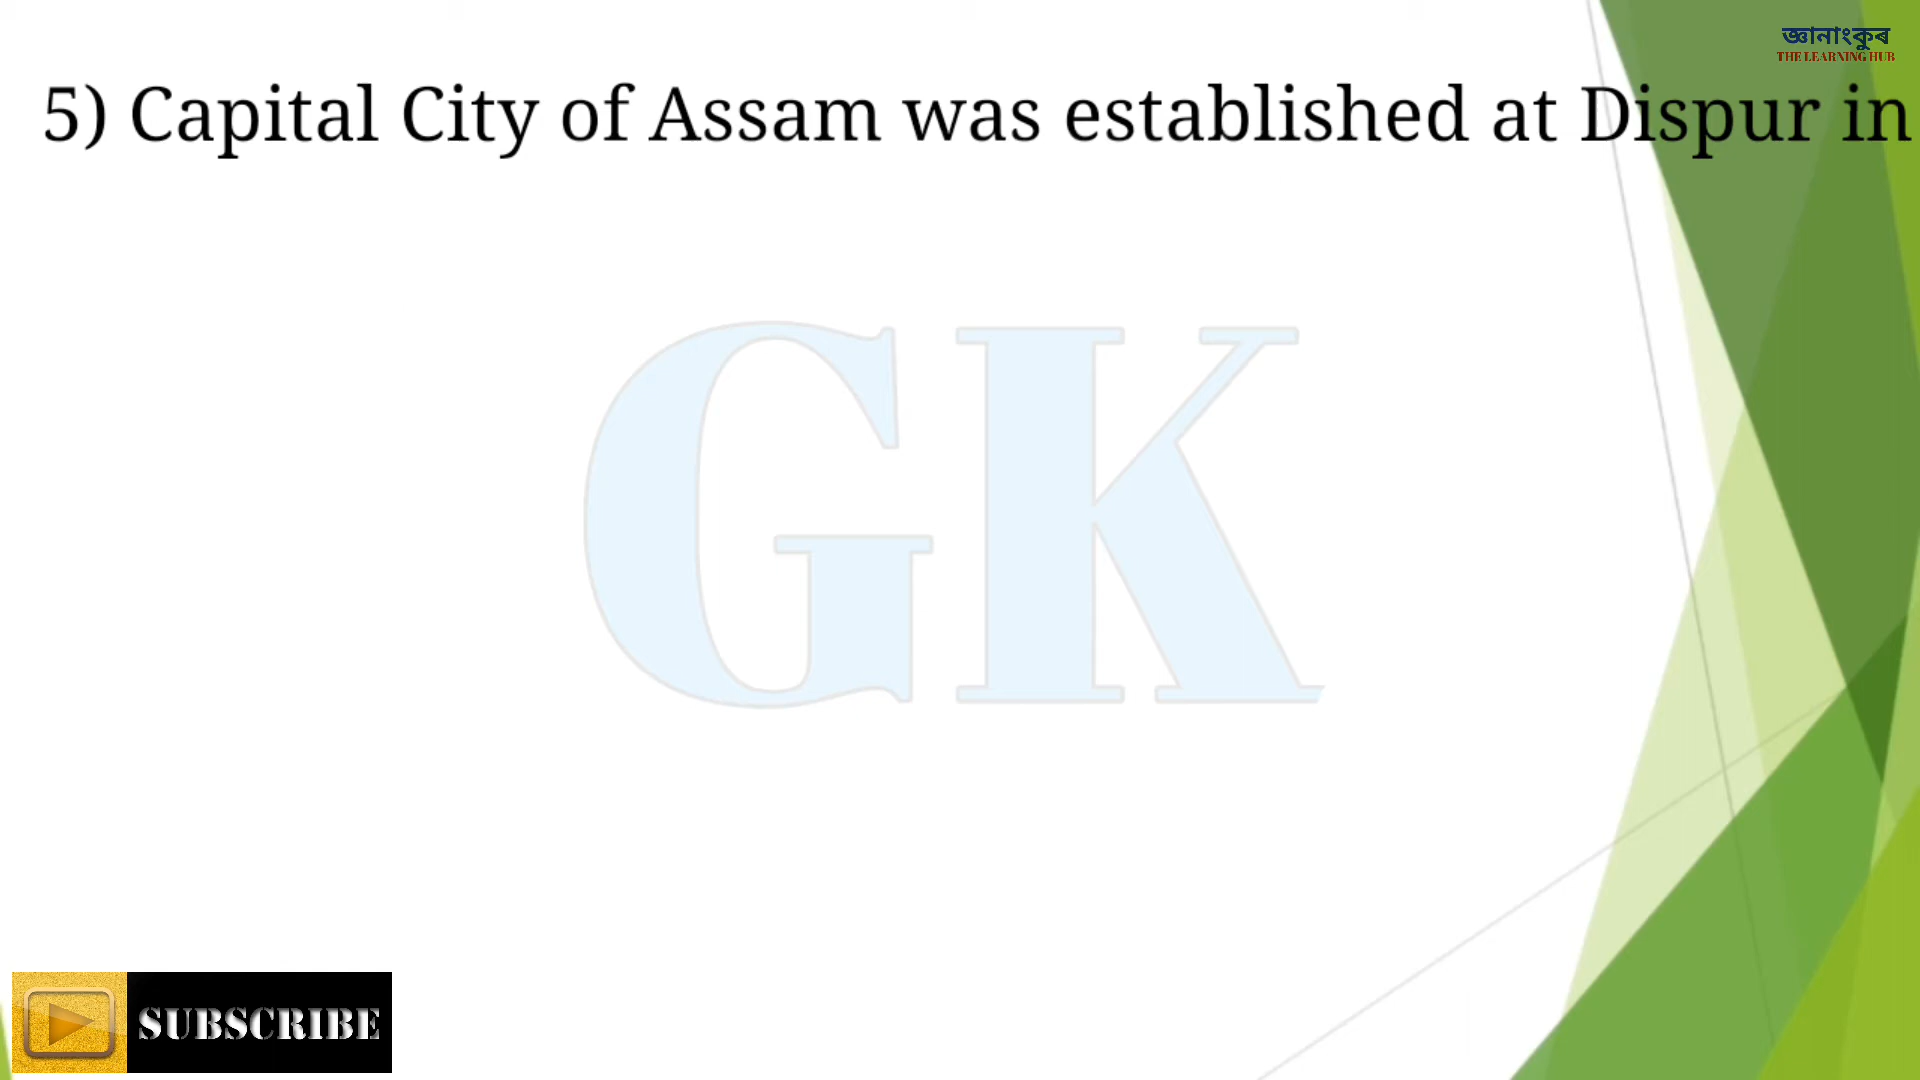 জ্ঞানাংকুৰ
THE LEARNING HUB
5) Capital City of Assam was established at Dispur in
GK
SUBSCRIBE